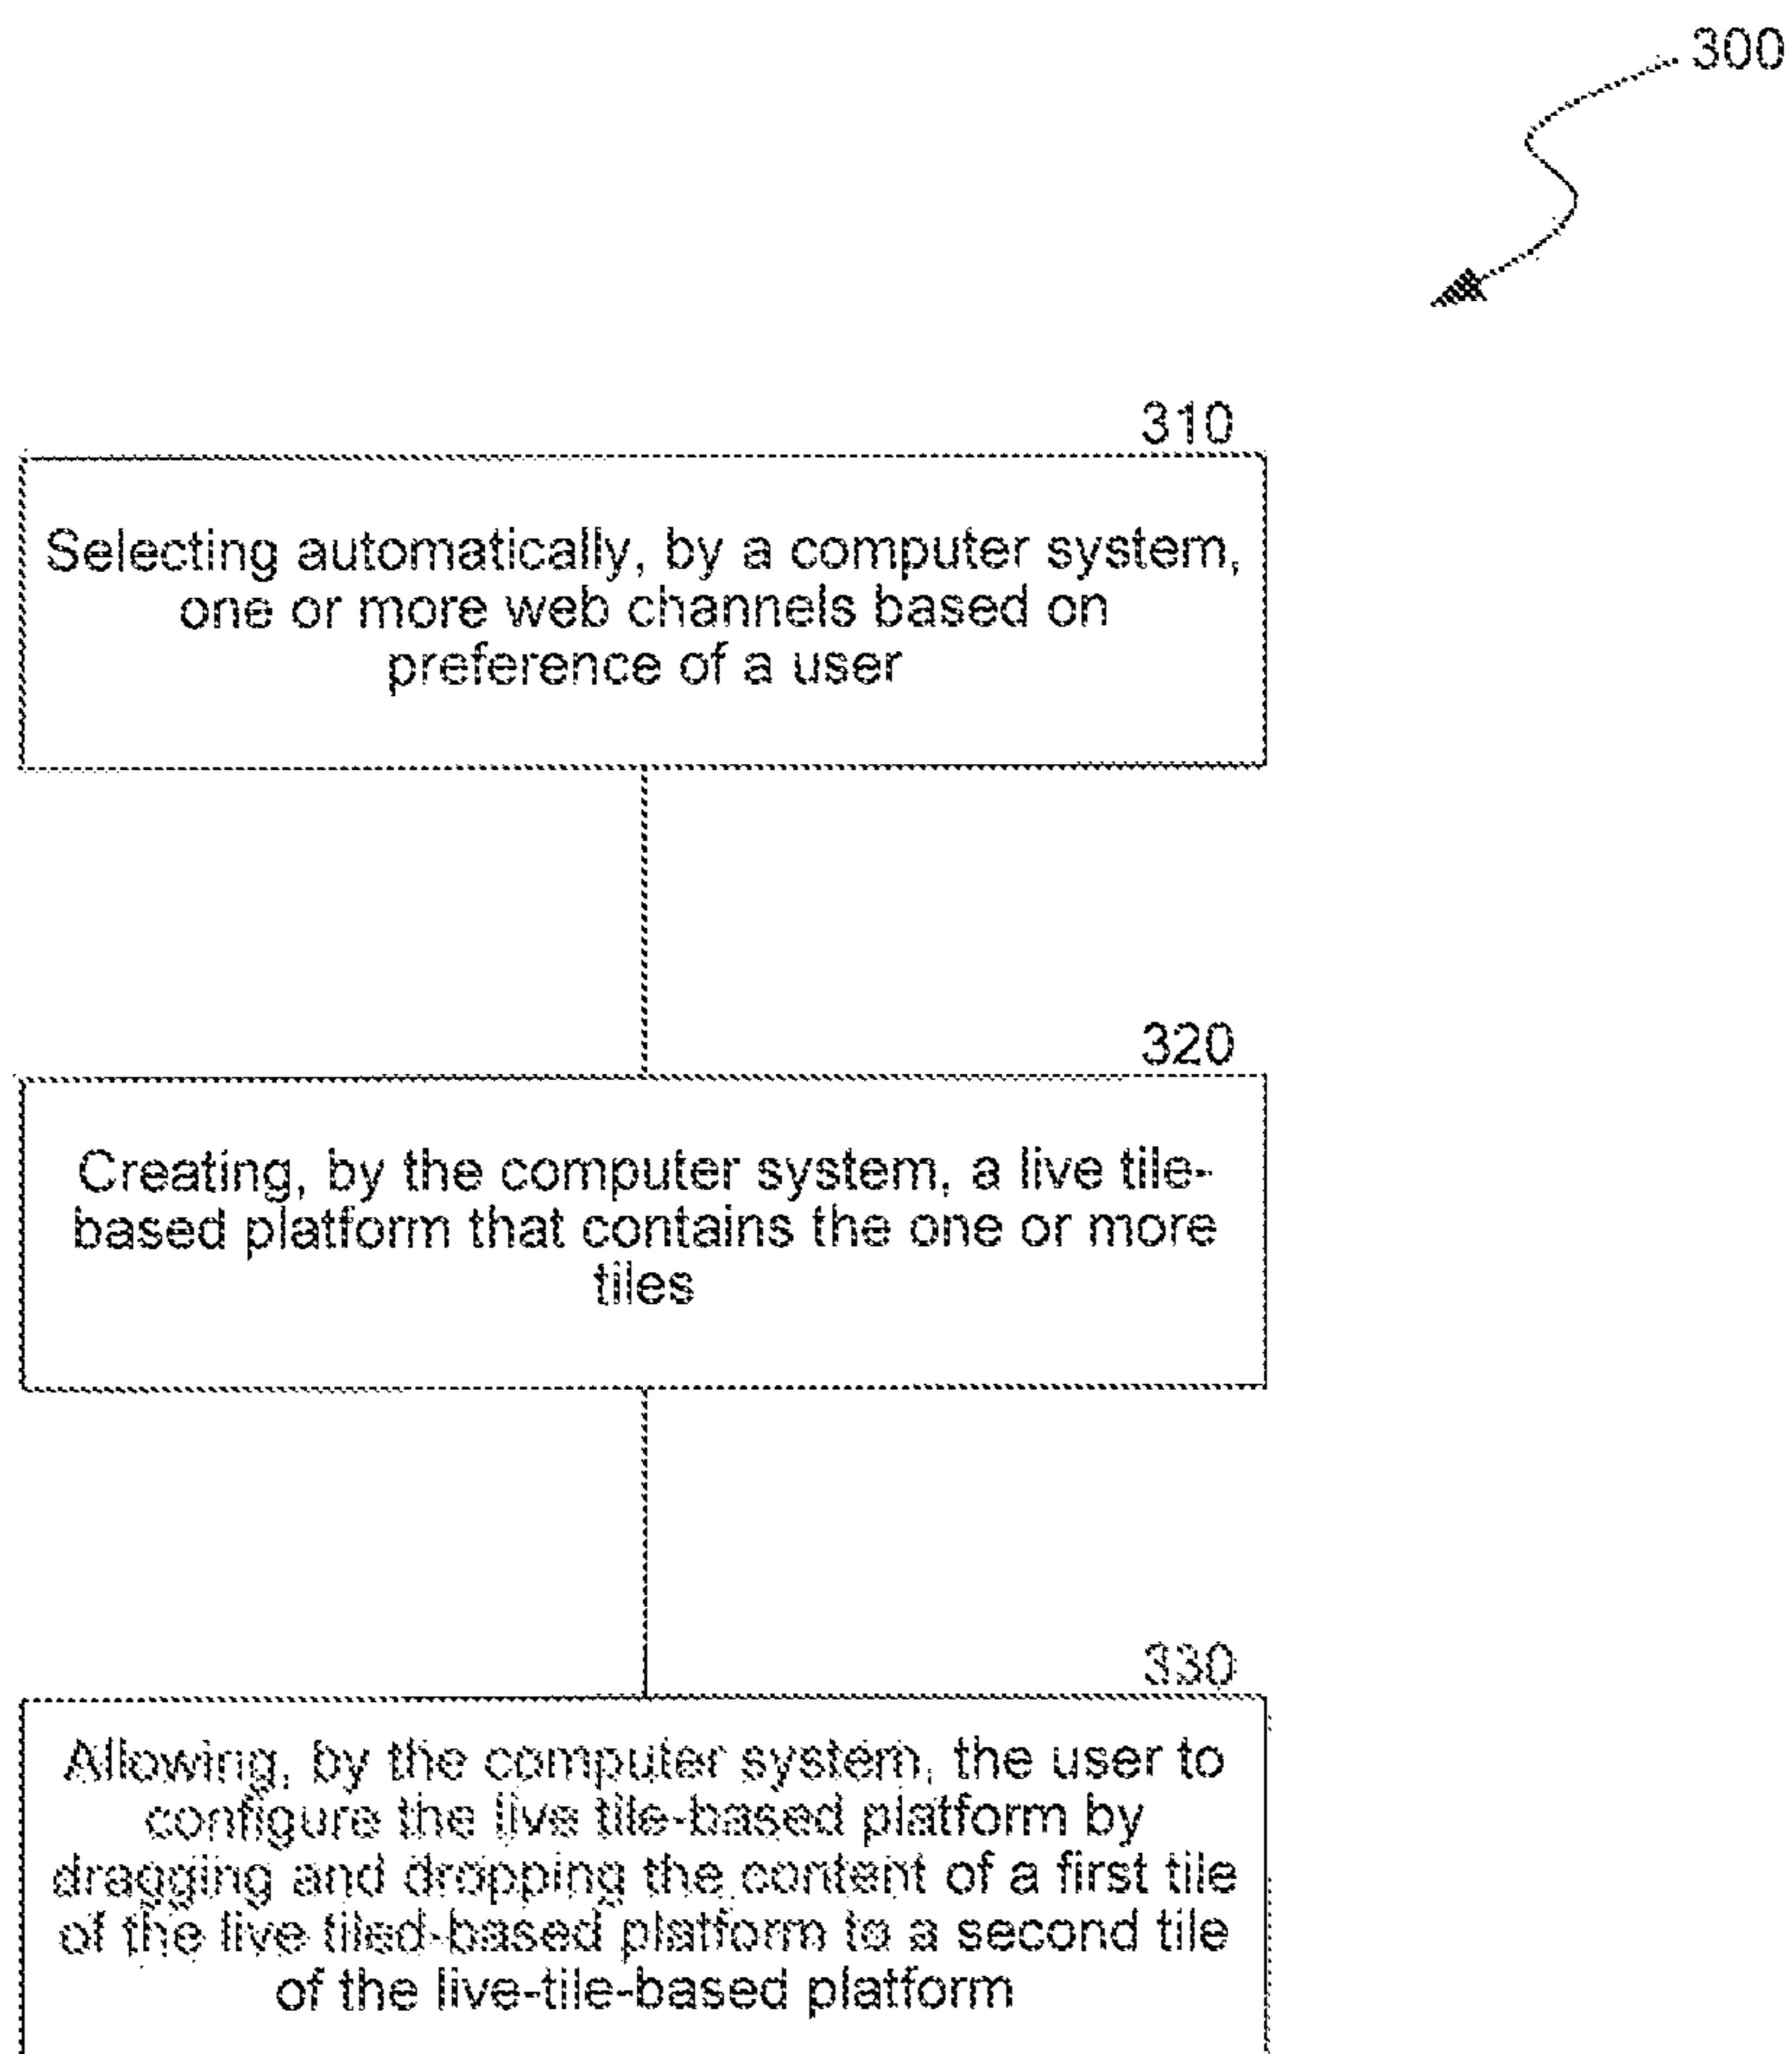 300
310
Selecting automatically, by a computer system,
one or more web channels based on
preference of a user
320
Creating, by the computer system, a live tile-
based platform that contains the one or more
tiles
330
Allowing, by the computer system, the user to
configure the live tile-based platform by
dragging and dropping the content of a first tile
of the live tiled-based platform to a second tile
of the live-tile-based platform